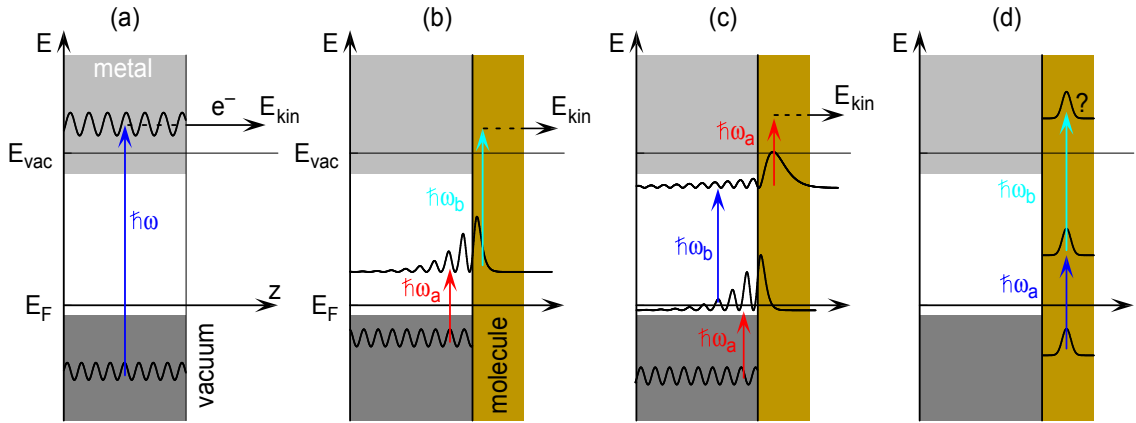 (a)
E
metal
e⁻
E_kin
E_vac
ħω
E_F
z
vacuum
(b)
E
E_kin
E_vac
ħω_b
ħω_a
E_F
molecule
(c)
E
E_kin
ħω_a
ħω_b
ħω_a
(d)
E
?
ħω_b
ħω_a